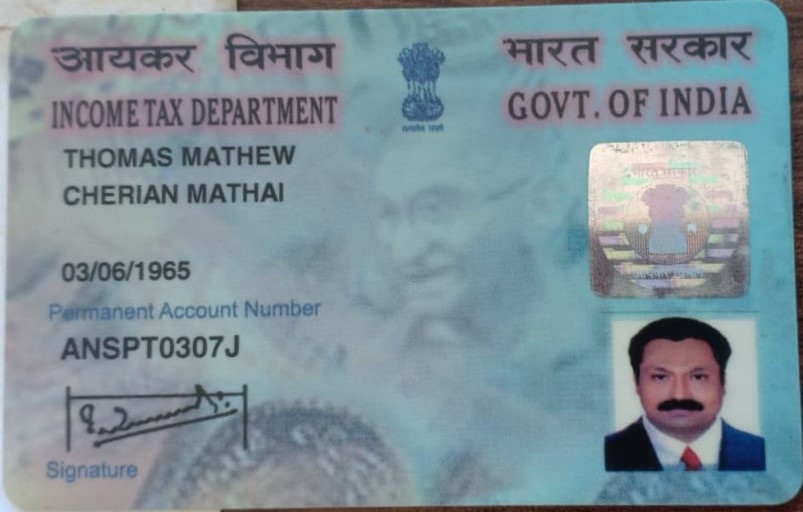 आयकर विभाग
भारत सरकार
INCOME TAX DEPARTMENT
GOVT. OF INDIA
THOMAS MATHEW
CHERIAN MATHAI
03/06/1965
Permanent Account Number
ANSPT0307J
Signature